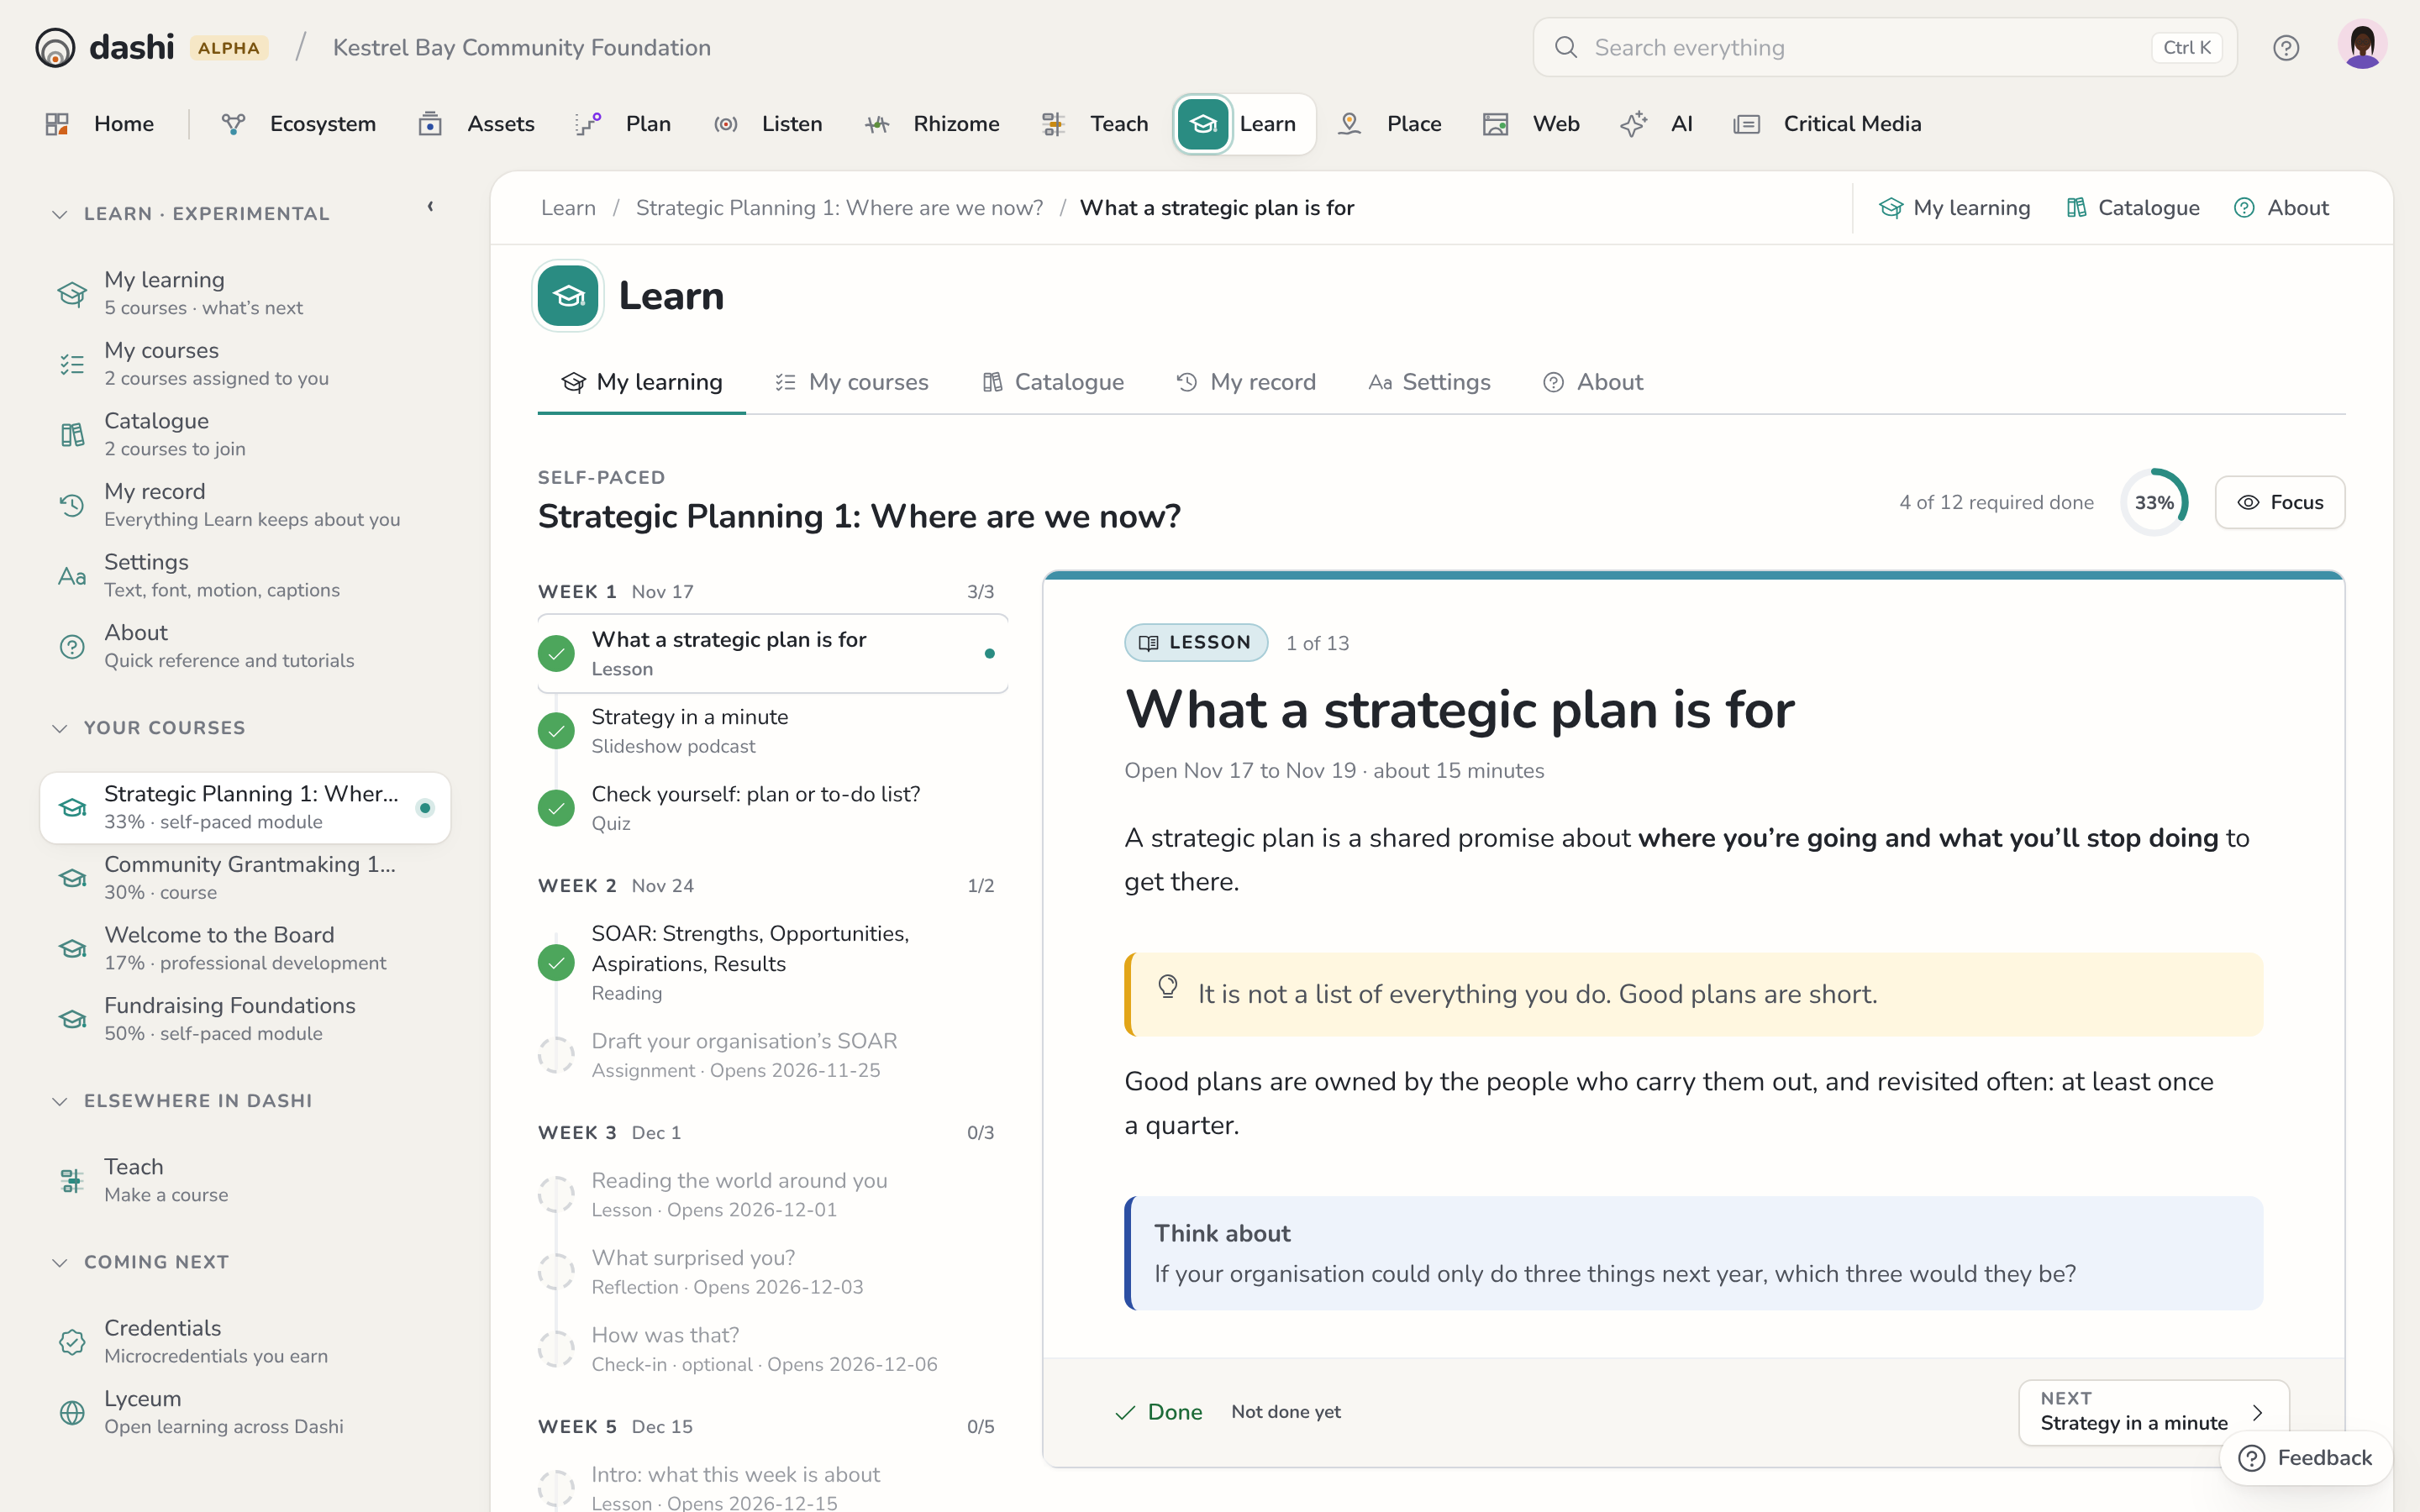 dashi ALPHA / Kestrel Bay Community Foundation
Search everything Ctrl K
Home Ecosystem Assets Plan Listen Rhizome Teach Learn Place Web AI Critical Media
LEARN · EXPERIMENTAL
My learning
5 courses · what's next
My courses
2 courses assigned to you
Catalogue
2 courses to join
My record
Everything Learn keeps about you
Settings
Text, font, motion, captions
About
Quick reference and tutorials
YOUR COURSES
Strategic Planning 1: Wher...
33% · self-paced module
Community Grantmaking 1...
30% · course
Welcome to the Board
17% · professional development
Fundraising Foundations
50% · self-paced module
ELSEWHERE IN DASHI
Teach
Make a course
COMING NEXT
Credentials
Microcredentials you earn
Lyceum
Open learning across Dashi
Learn / Strategic Planning 1: Where are we now? / What a strategic plan is for
My learning Catalogue About
Learn
My learning My courses Catalogue My record Aa Settings About
SELF-PACED
Strategic Planning 1: Where are we now?
4 of 12 required done 33% Focus
WEEK 1 Nov 17 3/3
What a strategic plan is for
Lesson
Strategy in a minute
Slideshow podcast
Check yourself: plan or to-do list?
Quiz
WEEK 2 Nov 24 1/2
SOAR: Strengths, Opportunities,
Aspirations, Results
Reading
Draft your organisation's SOAR
Assignment · Opens 2026-11-25
WEEK 3 Dec 1 0/3
Reading the world around you
Lesson · Opens 2026-12-01
What surprised you?
Reflection · Opens 2026-12-03
How was that?
Check-in · optional · Opens 2026-12-06
WEEK 5 Dec 15 0/5
Intro: what this week is about
Lesson · Opens 2026-12-15
LESSON 1 of 13
What a strategic plan is for
Open Nov 17 to Nov 19 · about 15 minutes
A strategic plan is a shared promise about where you're going and what you'll stop doing to
get there.
It is not a list of everything you do. Good plans are short.
Good plans are owned by the people who carry them out, and revisited often: at least once
a quarter.
Think about
If your organisation could only do three things next year, which three would they be?
Done Not done yet
NEXT
Strategy in a minute
Feedback